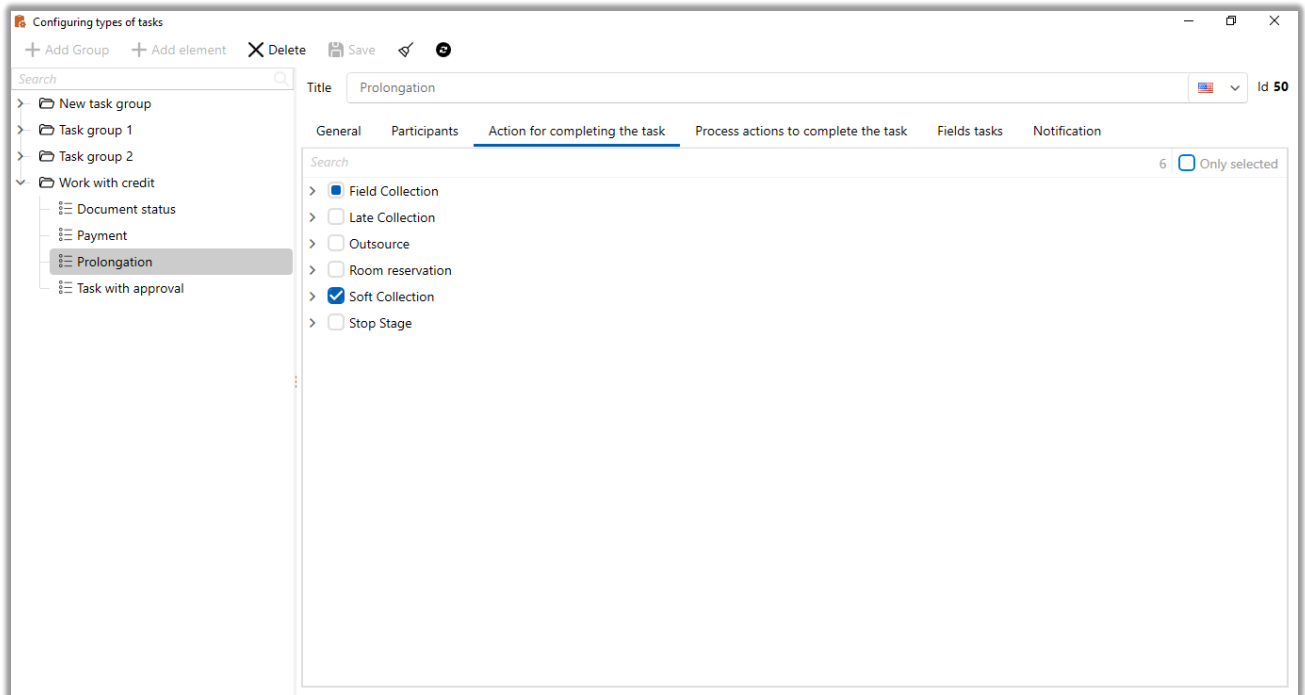 Configuring types of tasks
Add Group Add element Delete Save
Search
Title Prolongation Id 50
New task group
Task group 1
Task group 2
Work with credit
Document status
Payment
Prolongation
Task with approval
General Participants Action for completing the task Process actions to complete the task Fields tasks Notification
Search 6 Only selected
Field Collection
Late Collection
Outsource
Room reservation
Soft Collection
Stop Stage